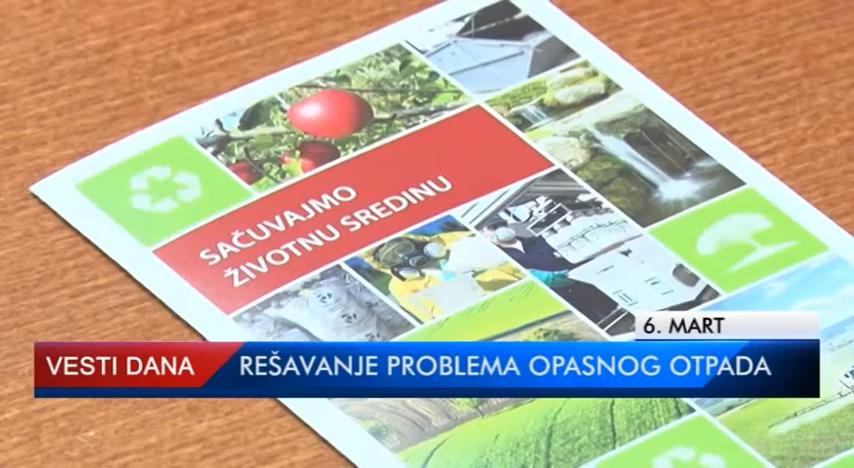 SAČUVAJMO
ŽIVOTNU SREDINU
6. MART
VESTI DANA
REŠAVANJE PROBLEMA OPASNOG OTPADA